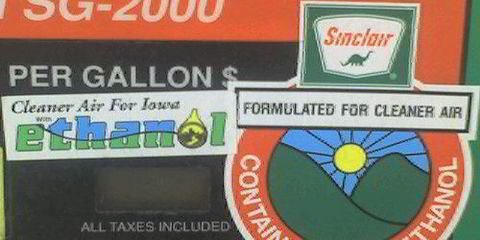 SG-2000
Sinclair
PER GALLON $
Cleaner Air For Iowa
WITH
ethanol
FORMULATED FOR CLEANER AIR
CONTAIN
THANOL
ALL TAXES INCLUDED